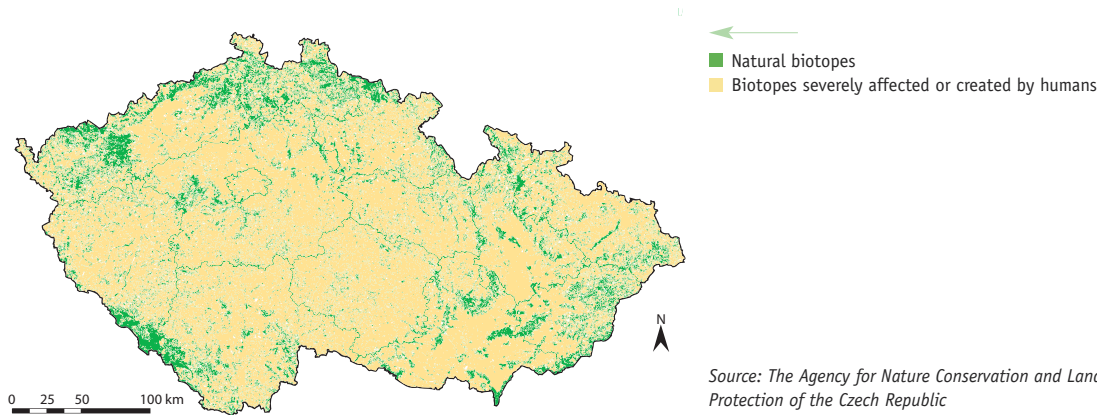 Natural biotopes
Biotopes severely affected or created by humans
N
0 25 50 100 km
Source: The Agency for Nature Conservation and Land
Protection of the Czech Republic